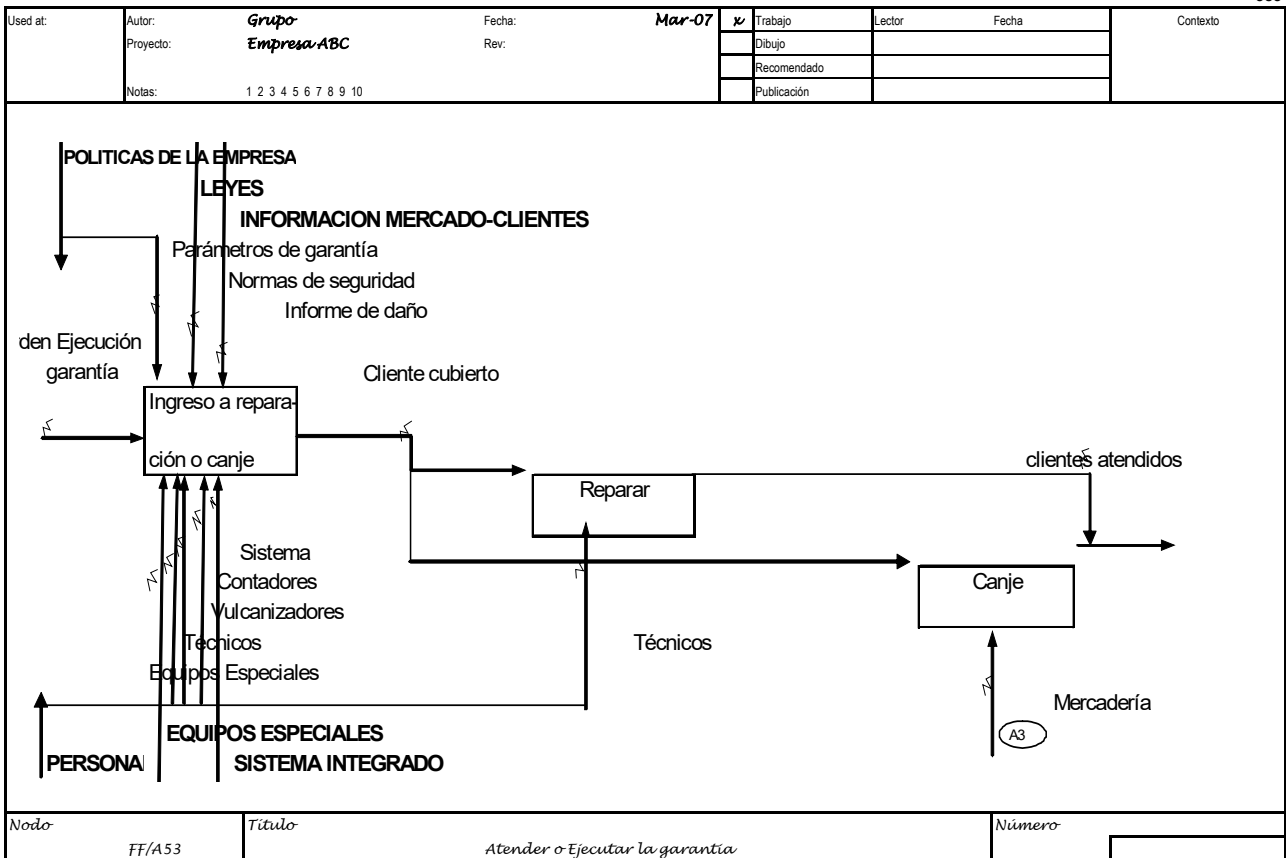 Used at: Autor: Grupo Fecha: Mar-07 x Trabajo Lector Fecha Contexto
Proyecto: Empresa ABC Rev: Dibujo
Recomendado
Notas: 1 2 3 4 5 6 7 8 9 10 Publicación
POLITICAS DE LA EMPRESA
LEYES
INFORMACION MERCADO-CLIENTES
Parámetros de garantía
Normas de seguridad
Informe de daño
den Ejecución
garantía
Cliente cubierto
Ingreso a repara-
ción o canje
clientes atendidos
Reparar
Sistema
Contadores
Vulcanizadores
Técnicos
Equipos Especiales
Canje
Técnicos
Mercadería
A3
EQUIPOS ESPECIALES
PERSONA
SISTEMA INTEGRADO
Nodo Título Número
FF/A53 Atender o Ejecutar la garantía